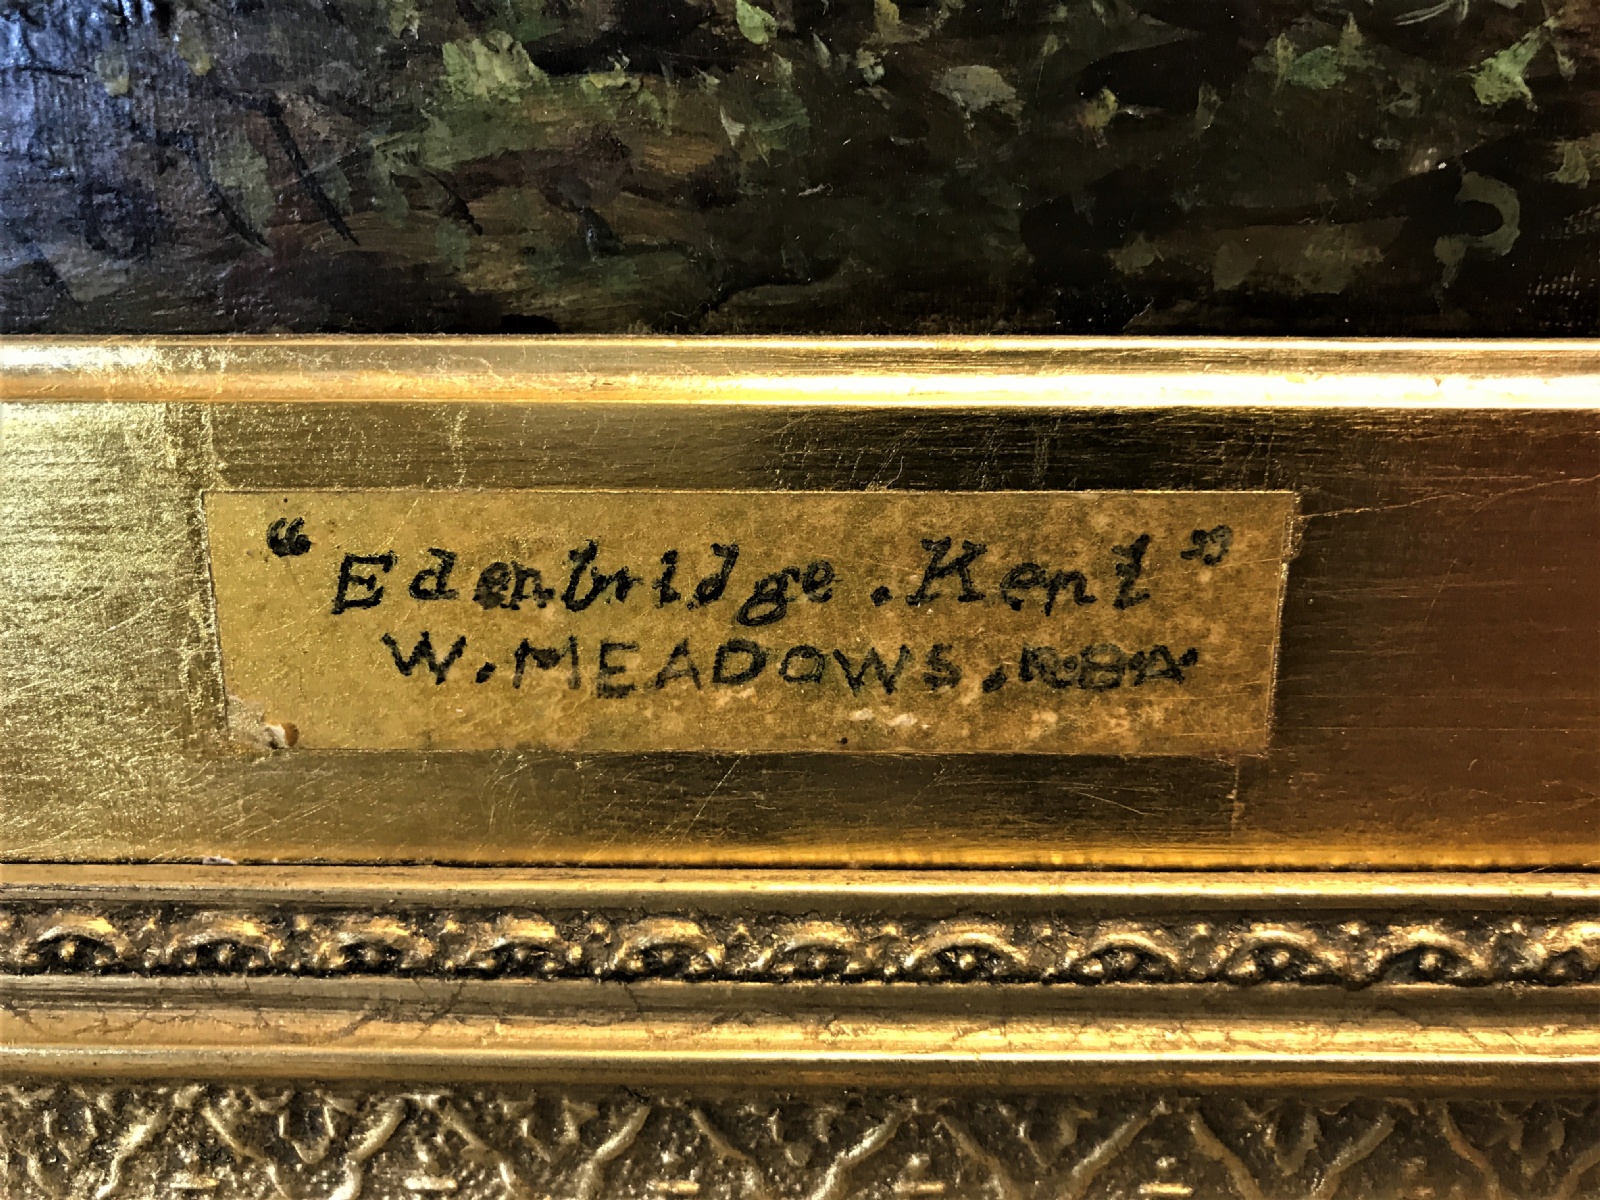 “Edenbridge . Kent”
W. MEADOWS . RBA